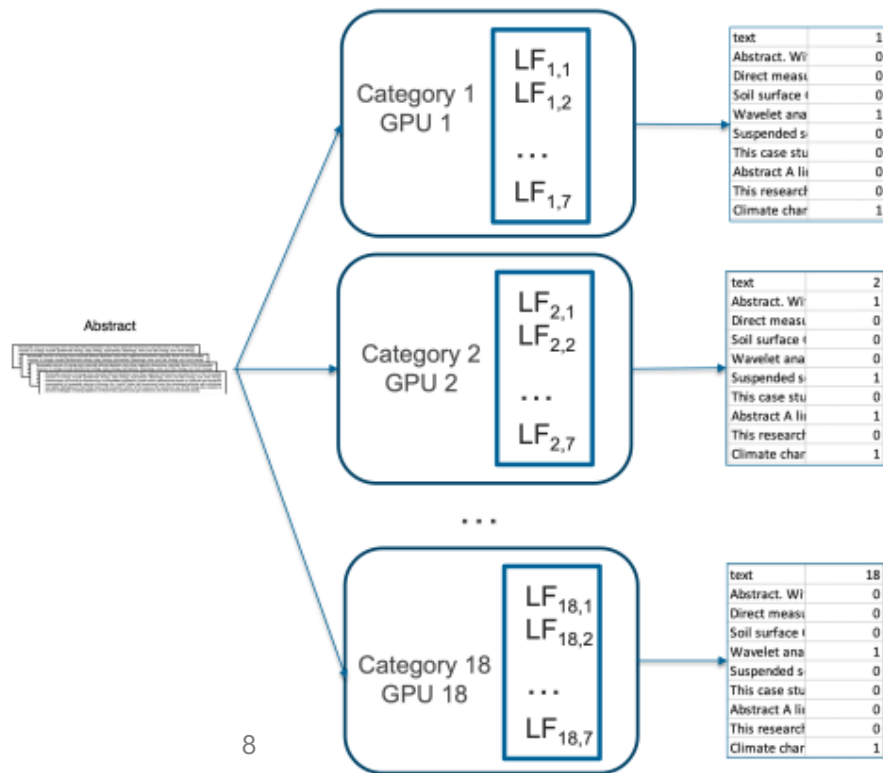 Abstract
Category 1
GPU 1
LF1,1
LF1,2
...
LF1,7
text 1
Abstract. Wi 0
Direct measu 0
Soil surface 0
Wavelet ana 1
Suspended s 0
This case stu 0
Abstract A li 0
This research 0
Climate char 1
Category 2
GPU 2
LF2,1
LF2,2
...
LF2,7
text 2
Abstract. Wi 1
Direct measu 0
Soil surface 0
Wavelet ana 0
Suspended s 1
This case stu 0
Abstract A li 1
This research 0
Climate char 1
...
Category 18
GPU 18
LF18,1
LF18,2
...
LF18,7
text 18
Abstract. Wi 0
Direct measu 0
Soil surface 0
Wavelet ana 1
Suspended s 0
This case stu 0
Abstract A li 0
This research 0
Climate char 1
8